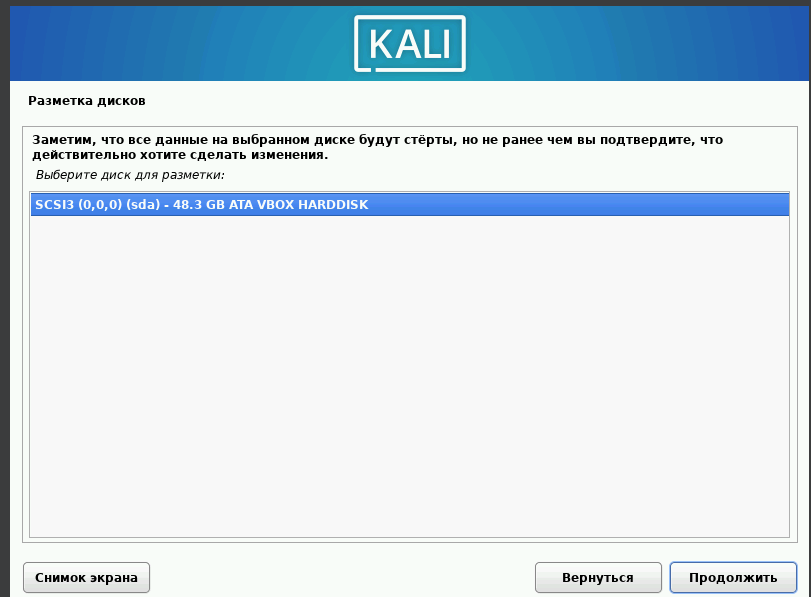 KALI
Разметка дисков
Заметим, что все данные на выбранном диске будут стёрты, но не ранее чем вы подтвердите, что
действительно хотите сделать изменения.
Выберите диск для разметки:
SCSI3 (0,0,0) (sda) - 48.3 GB ATA VBOX HARDDISK
Снимок экрана
Вернуться
Продолжить